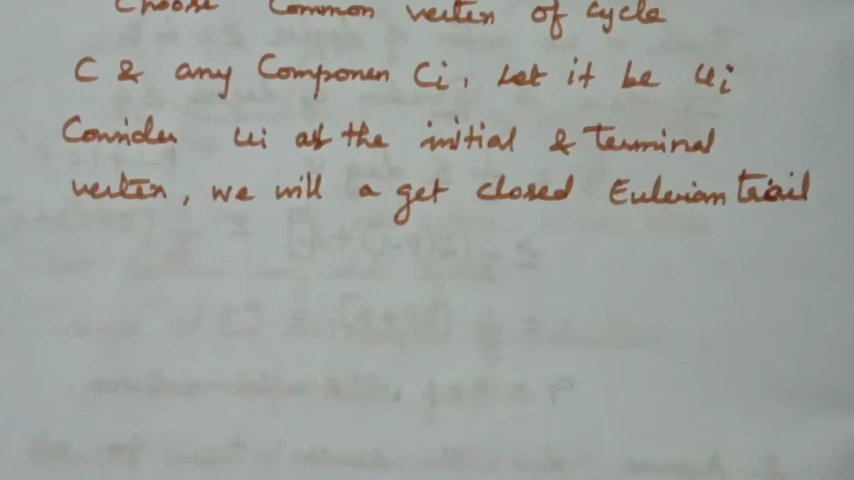 Choose Common vertex of cycle
C & any Componen Ci, Let it be ui
Consider ui as the initial & Terminal
vertex, we will a get closed Eulerian trail